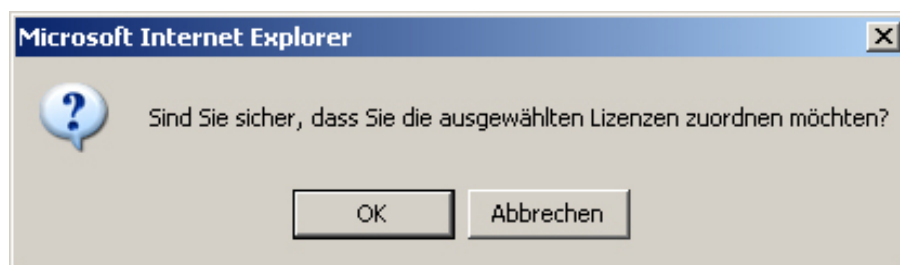 Microsoft Internet Explorer
Sind Sie sicher, dass Sie die ausgewählten Lizenzen zuordnen möchten?
OK
Abbrechen